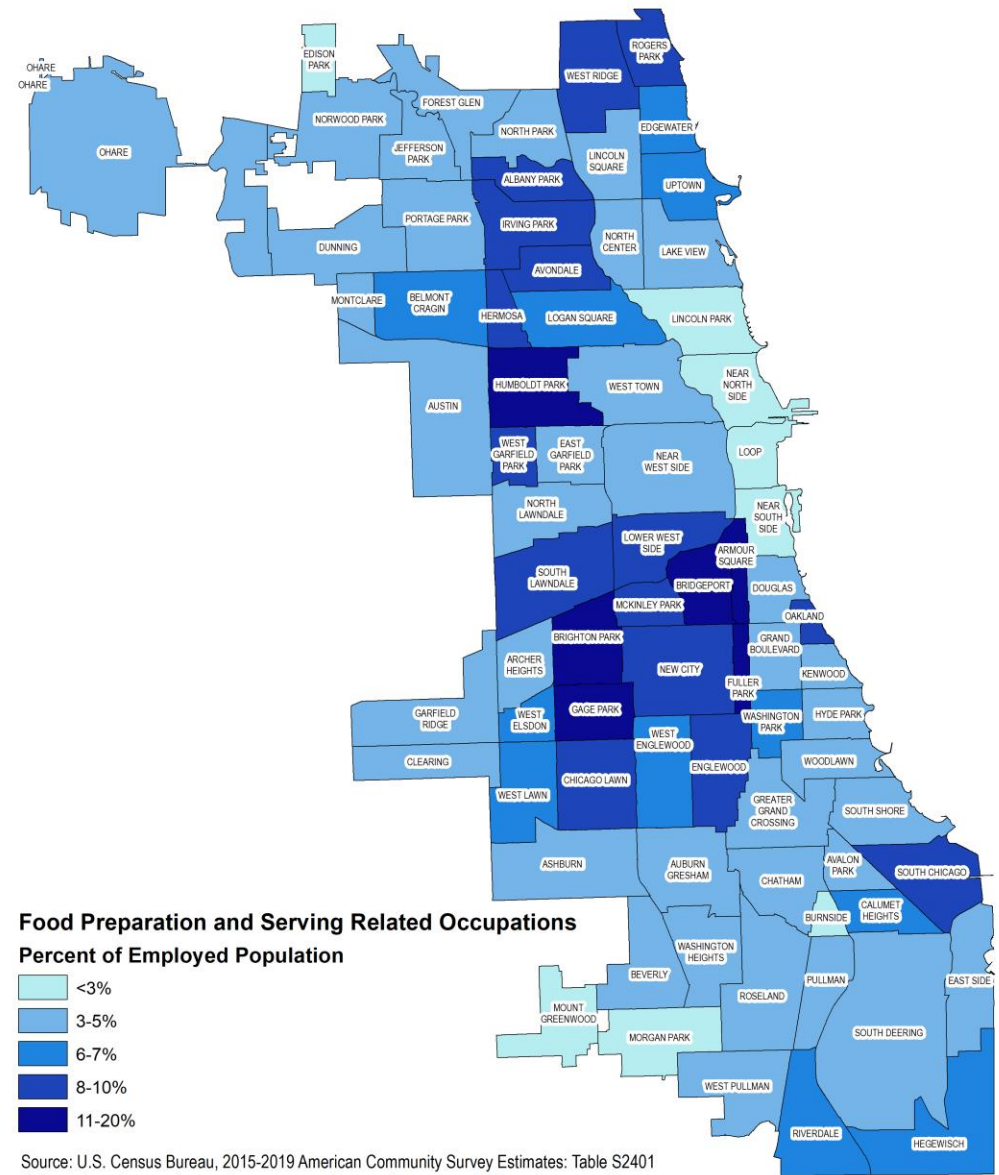 ROGERS
PARK
EDISON
PARK
WEST RIDGE
OHARE
OHARE
FOREST GLEN
NORWOOD PARK
NORTH PARK
EDGEWATER
OHARE
JEFFERSON
PARK
LINCOLN
SQUARE
ALBANY PARK
UPTOWN
PORTAGE PARK
IRVING PARK
NORTH
CENTER
LAKE VIEW
DUNNING
AVONDALE
MONTCLARE
BELMONT
CRAGIN
HERMOSA
LOGAN SQUARE
LINCOLN PARK
HUMBOLDT PARK
WEST TOWN
NEAR
NORTH
SIDE
AUSTIN
WEST
GARFIELD
PARK
EAST
GARFIELD
PARK
NEAR
WEST SIDE
LOOP
NORTH
LAWNDALE
NEAR
SOUTH
SIDE
LOWER WEST
SIDE
ARMOUR
SQUARE
SOUTH
LAWNDALE
BRIDGEPORT
DOUGLAS
MCKINLEY PARK
OAKLAND
BRIGHTON PARK
GRAND
BOULEVARD
ARCHER
HEIGHTS
NEW CITY
KENWOOD
FULLER
PARK
GARFIELD
RIDGE
WEST
ELSDON
GAGE PARK
WASHINGTON
PARK
HYDE PARK
WEST
ENGLEWOOD
CLEARING
WOODLAWN
WEST LAWN
CHICAGO LAWN
ENGLEWOOD
GREATER
GRAND
CROSSING
SOUTH SHORE
ASHBURN
AUBURN
GRESHAM
CHATHAM
AVALON
PARK
SOUTH CHICAGO
BURNSIDE
CALUMET
HEIGHTS
Food Preparation and Serving Related Occupations
Percent of Employed Population
<3%
3-5%
6-7%
8-10%
11-20%
BEVERLY
WASHINGTON
HEIGHTS
PULLMAN
EAST SIDE
ROSELAND
MOUNT
GREENWOOD
SOUTH DEERING
MORGAN PARK
WEST PULLMAN
RIVERDALE
HEGEWISCH
Source: U.S. Census Bureau, 2015-2019 American Community Survey Estimates: Table S2401